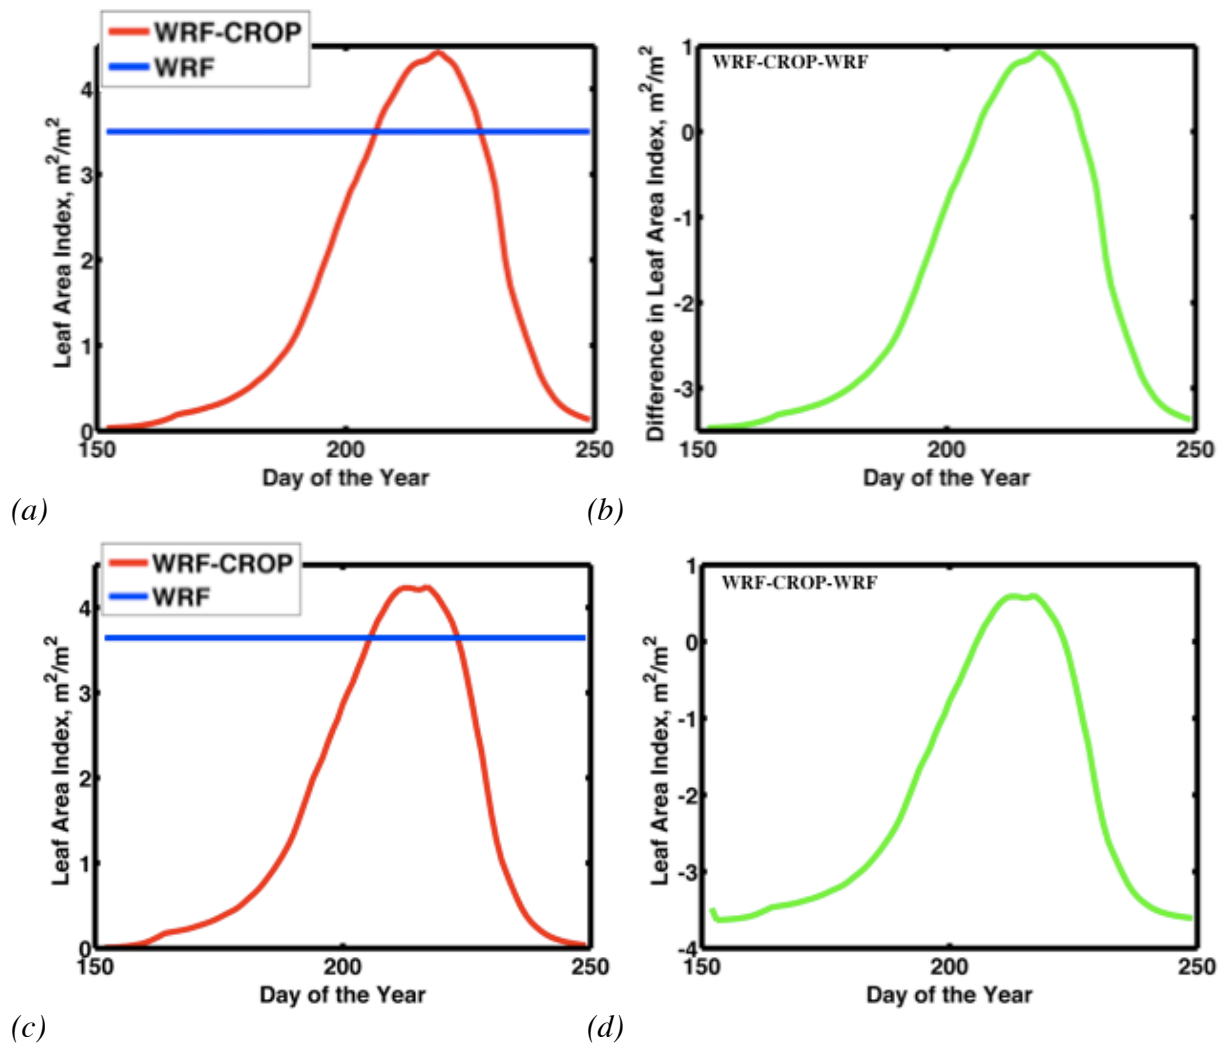 WRF-CROP
WRF
4
3
2
1
0
150
200
250
Leaf Area Index, m²/m²
Day of the Year
(a)
WRF-CROP-WRF
1
0
-1
-2
-3
150
200
250
Difference in Leaf Area Index, m²/m²
Day of the Year
(b)
WRF-CROP
WRF
4
3
2
1
0
150
200
250
Leaf Area Index, m²/m²
Day of the Year
(c)
WRF-CROP-WRF
1
0
-1
-2
-3
-4
150
200
250
Leaf Area Index, m²/m²
Day of the Year
(d)